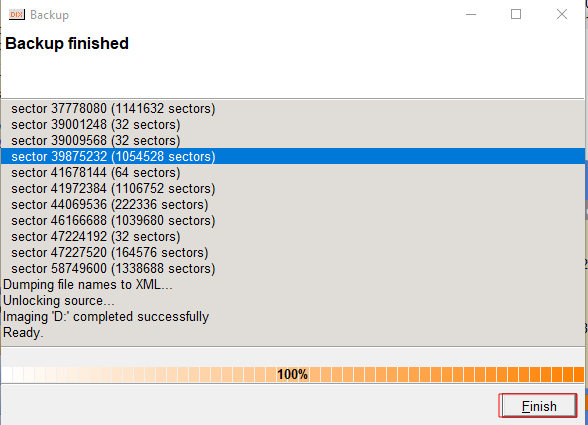 DIX Backup
Backup finished
sector 37778080 (1141632 sectors)
sector 39001248 (32 sectors)
sector 39009568 (32 sectors)
sector 39875232 (1054528 sectors)
sector 41678144 (64 sectors)
sector 41972384 (1106752 sectors)
sector 44069536 (222336 sectors)
sector 46166688 (1039680 sectors)
sector 47224192 (32 sectors)
sector 47227520 (164576 sectors)
sector 58749600 (1338688 sectors)
Dumping file names to XML...
Unlocking source...
Imaging 'D:' completed successfully
Ready.
100%
Finish